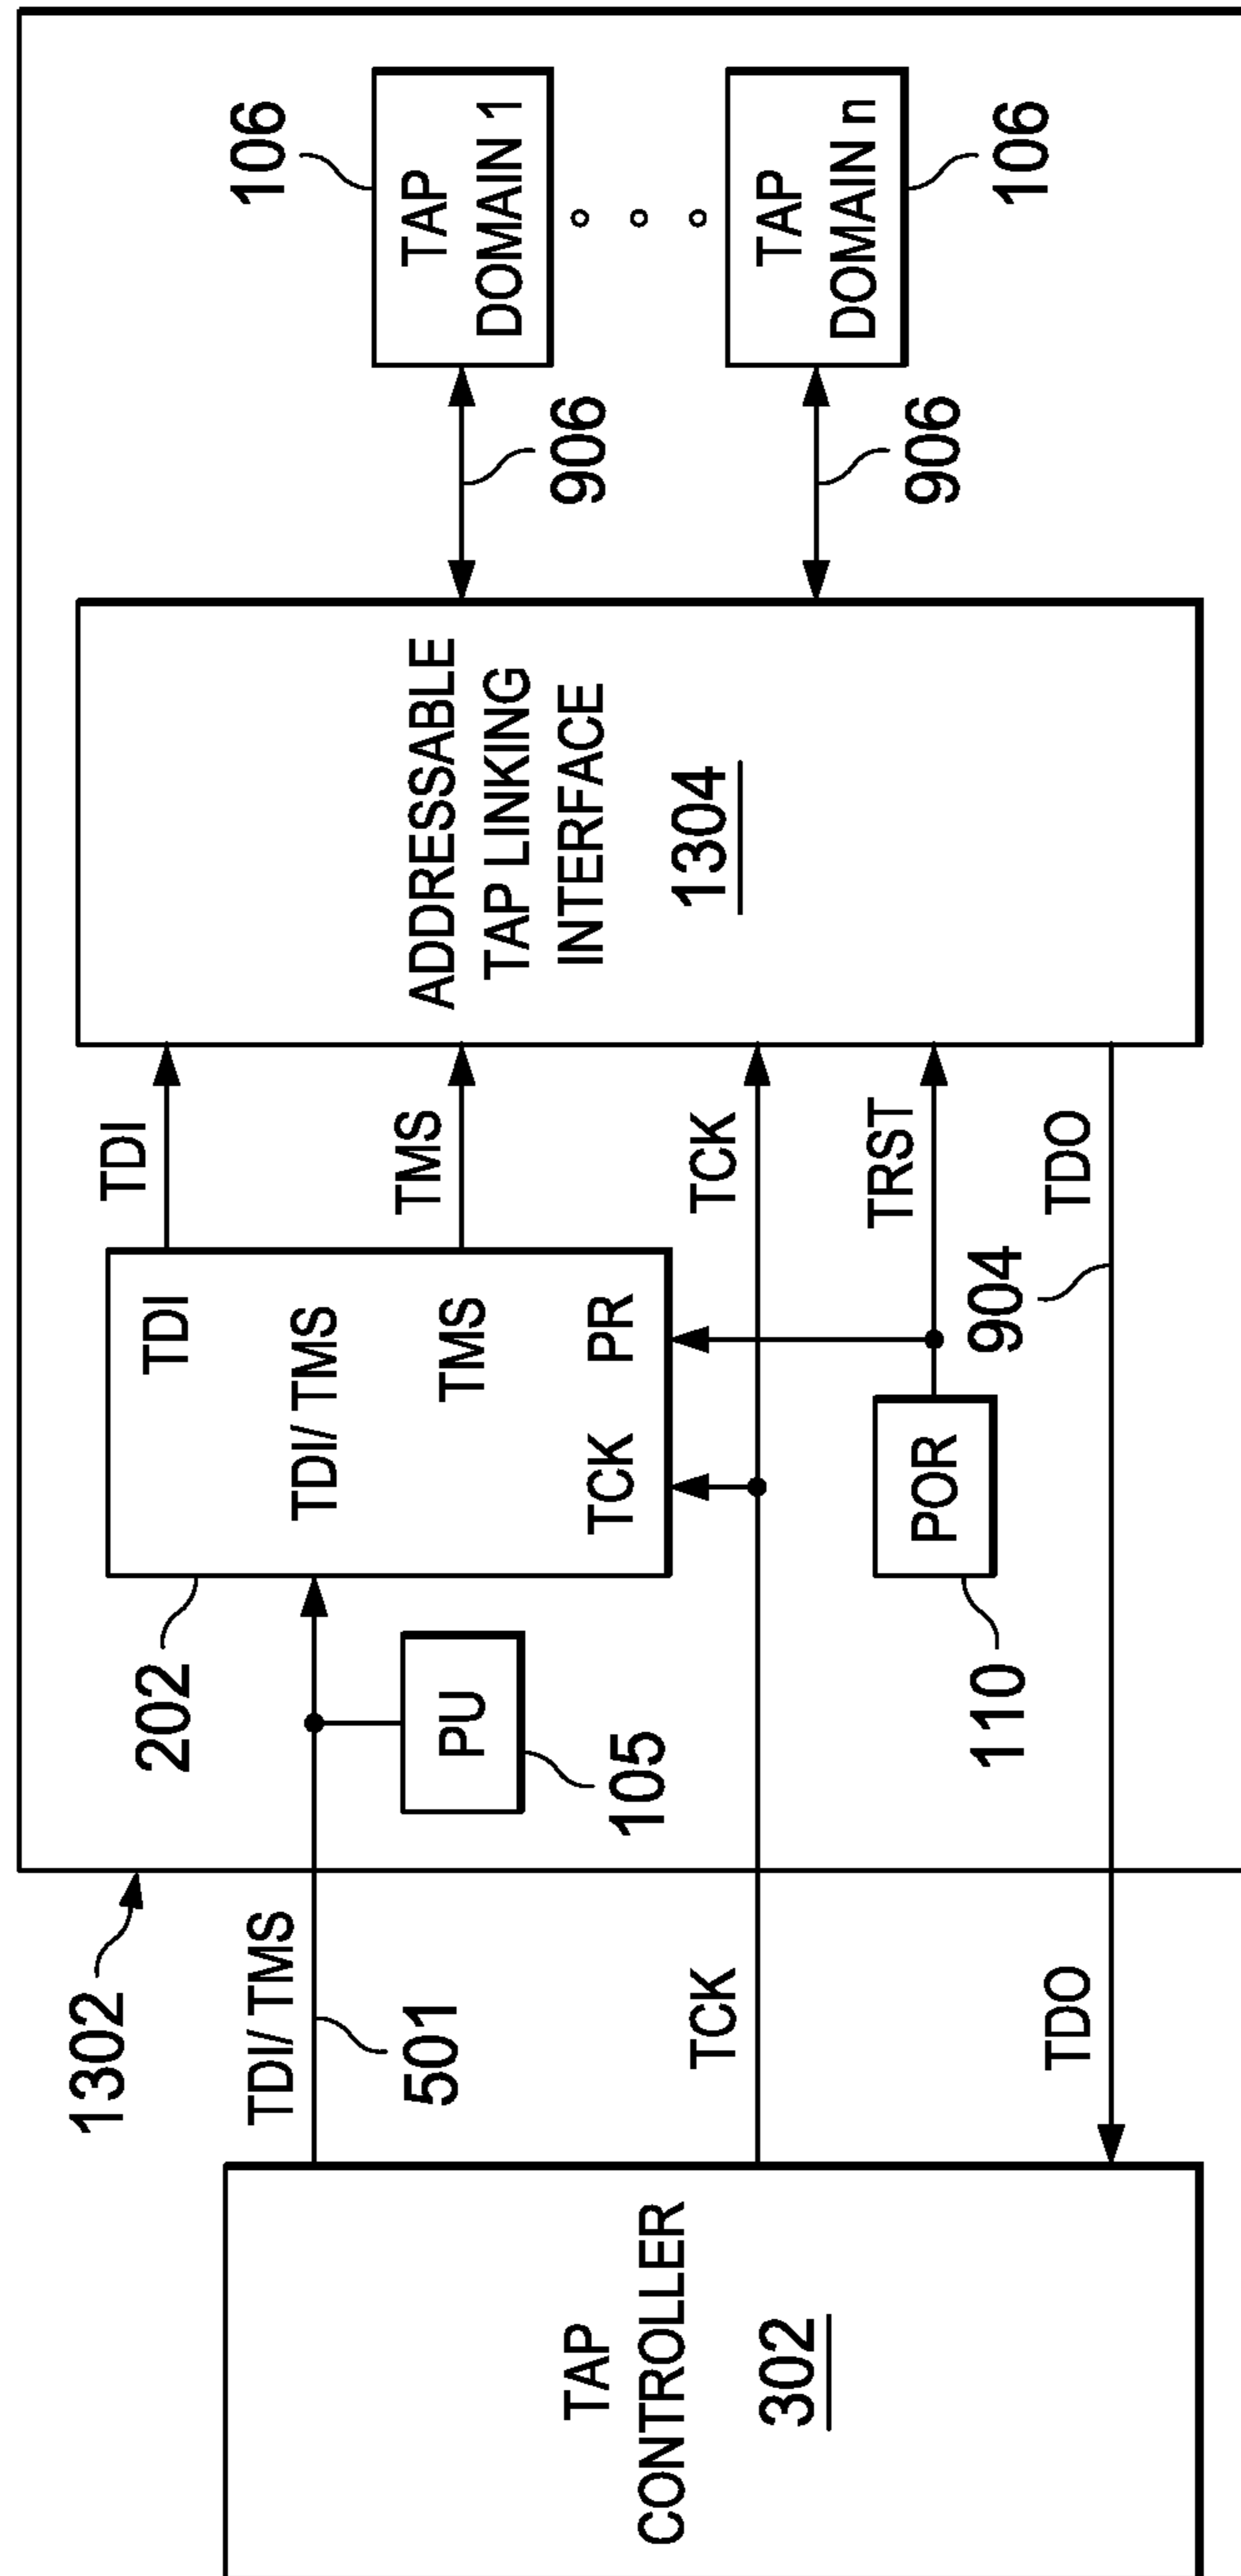 1302
TAP
CONTROLLER
302
TDI/ TMS
501
TCK
TDO
202
PU
105
TDI
TDI/ TMS
TMS
TCK PR
POR
110
TDI
TMS
TCK
TRST
904
TDO
ADDRESSABLE
TAP LINKING
INTERFACE
1304
906
906
106
TAP
DOMAIN 1
TAP
DOMAIN n
106